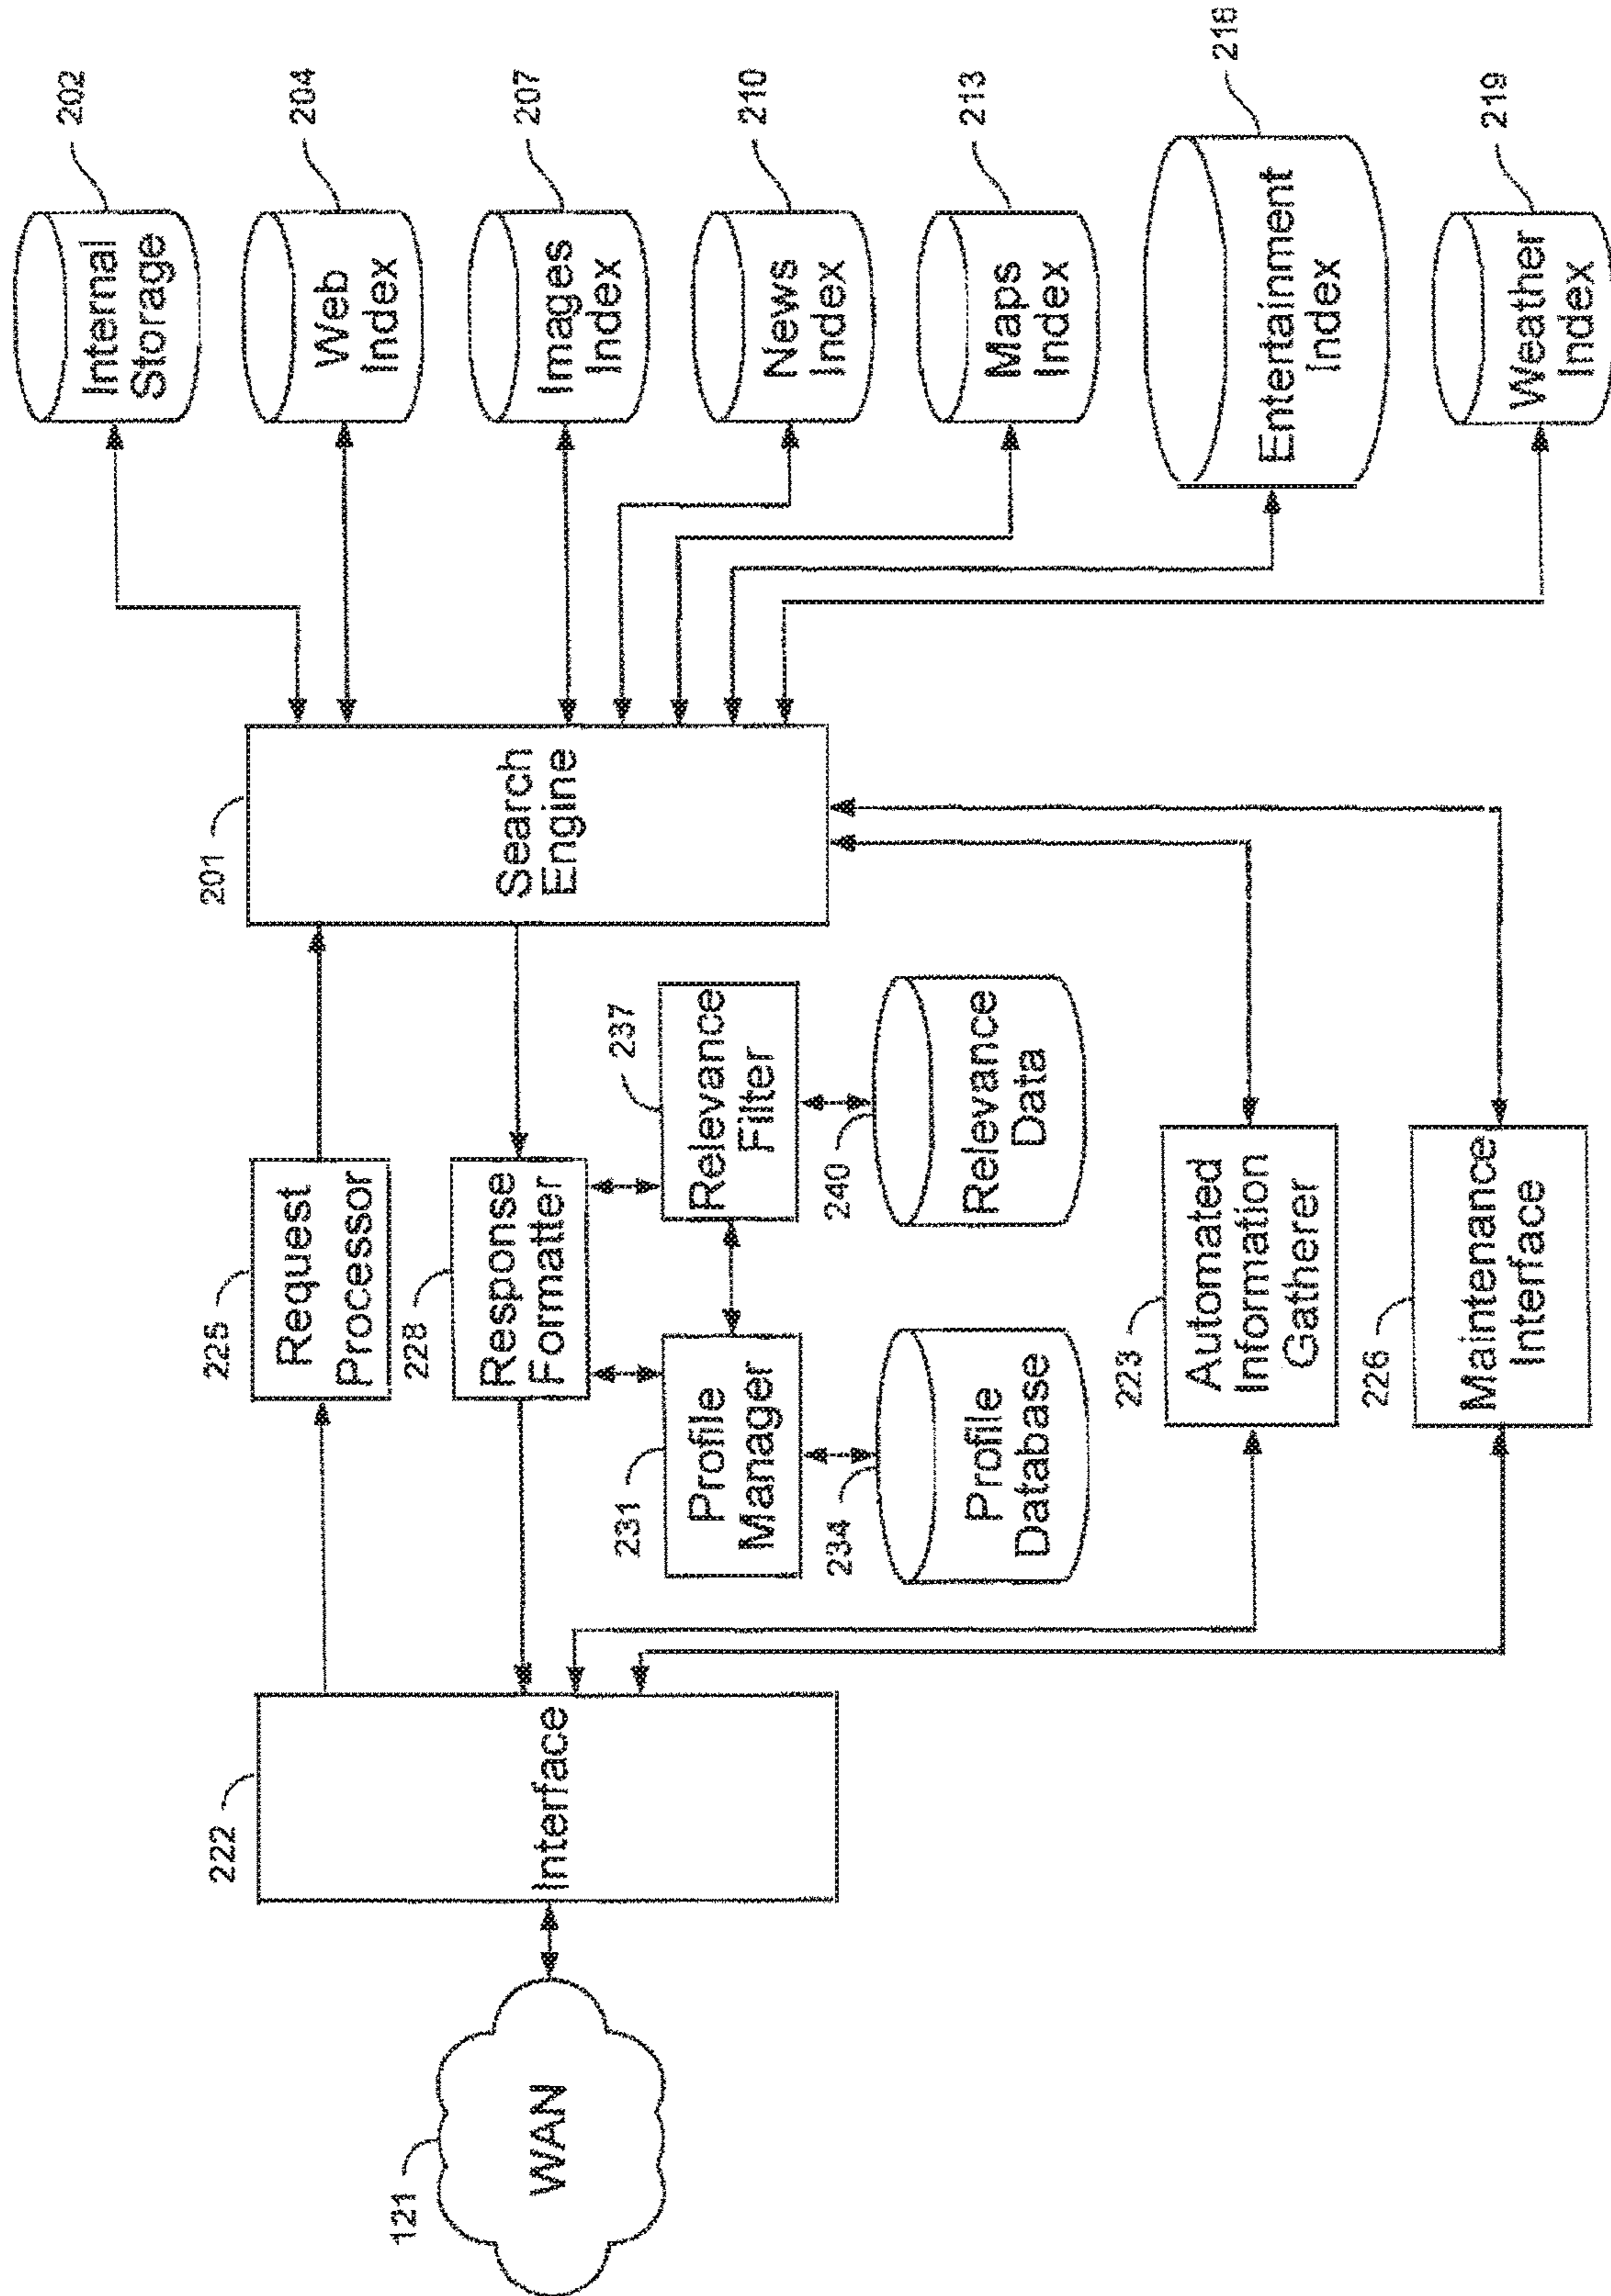 202
Internal
Storage
201
204
Web
Index
222
225
Request
Processor
207
Images
Index
121
WAN
Interface
228
Response
Formatter
Search
Engine
210
News
Index
231
Profile
Manager
237
Relevance
Filter
213
Maps
Index
234
Profile
Database
240
Relevance
Data
216
Entertainment
Index
223
Automated
Information
Gatherer
219
Weather
Index
226
Maintenance
Interface